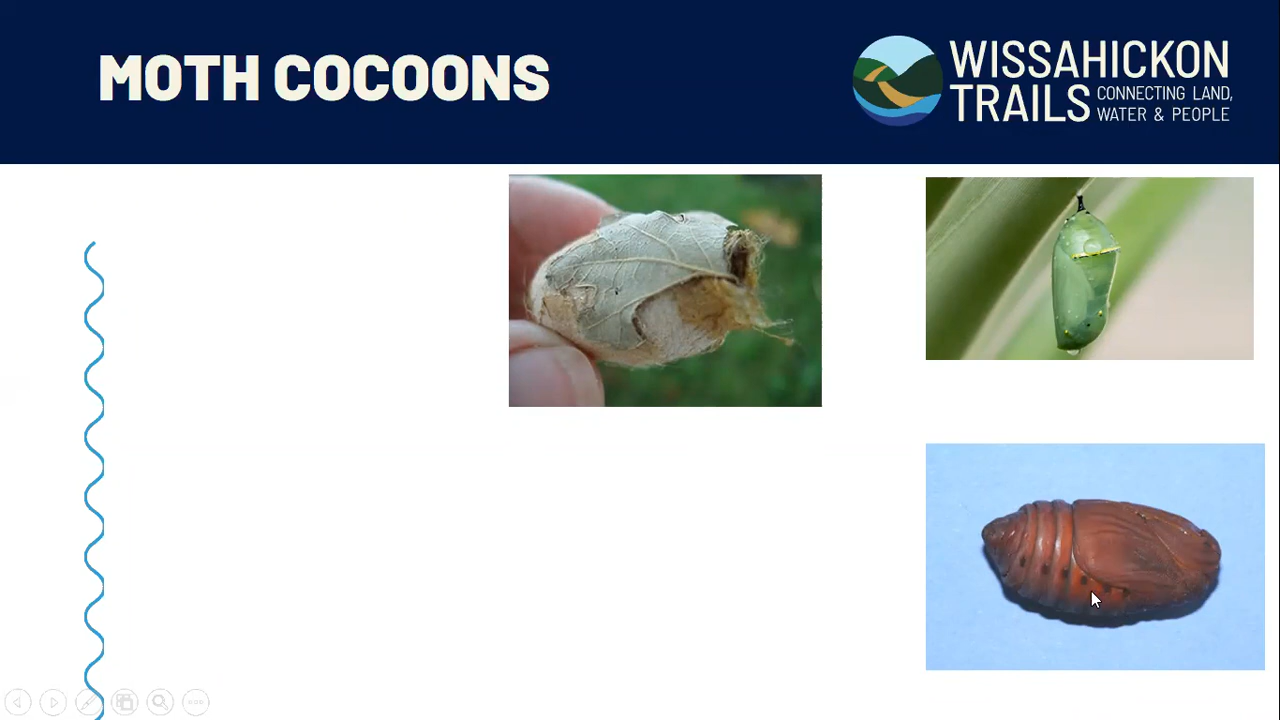 MOTH COCOONS
WISSAHICKON
TRAILS
CONNECTING LAND,
WATER & PEOPLE